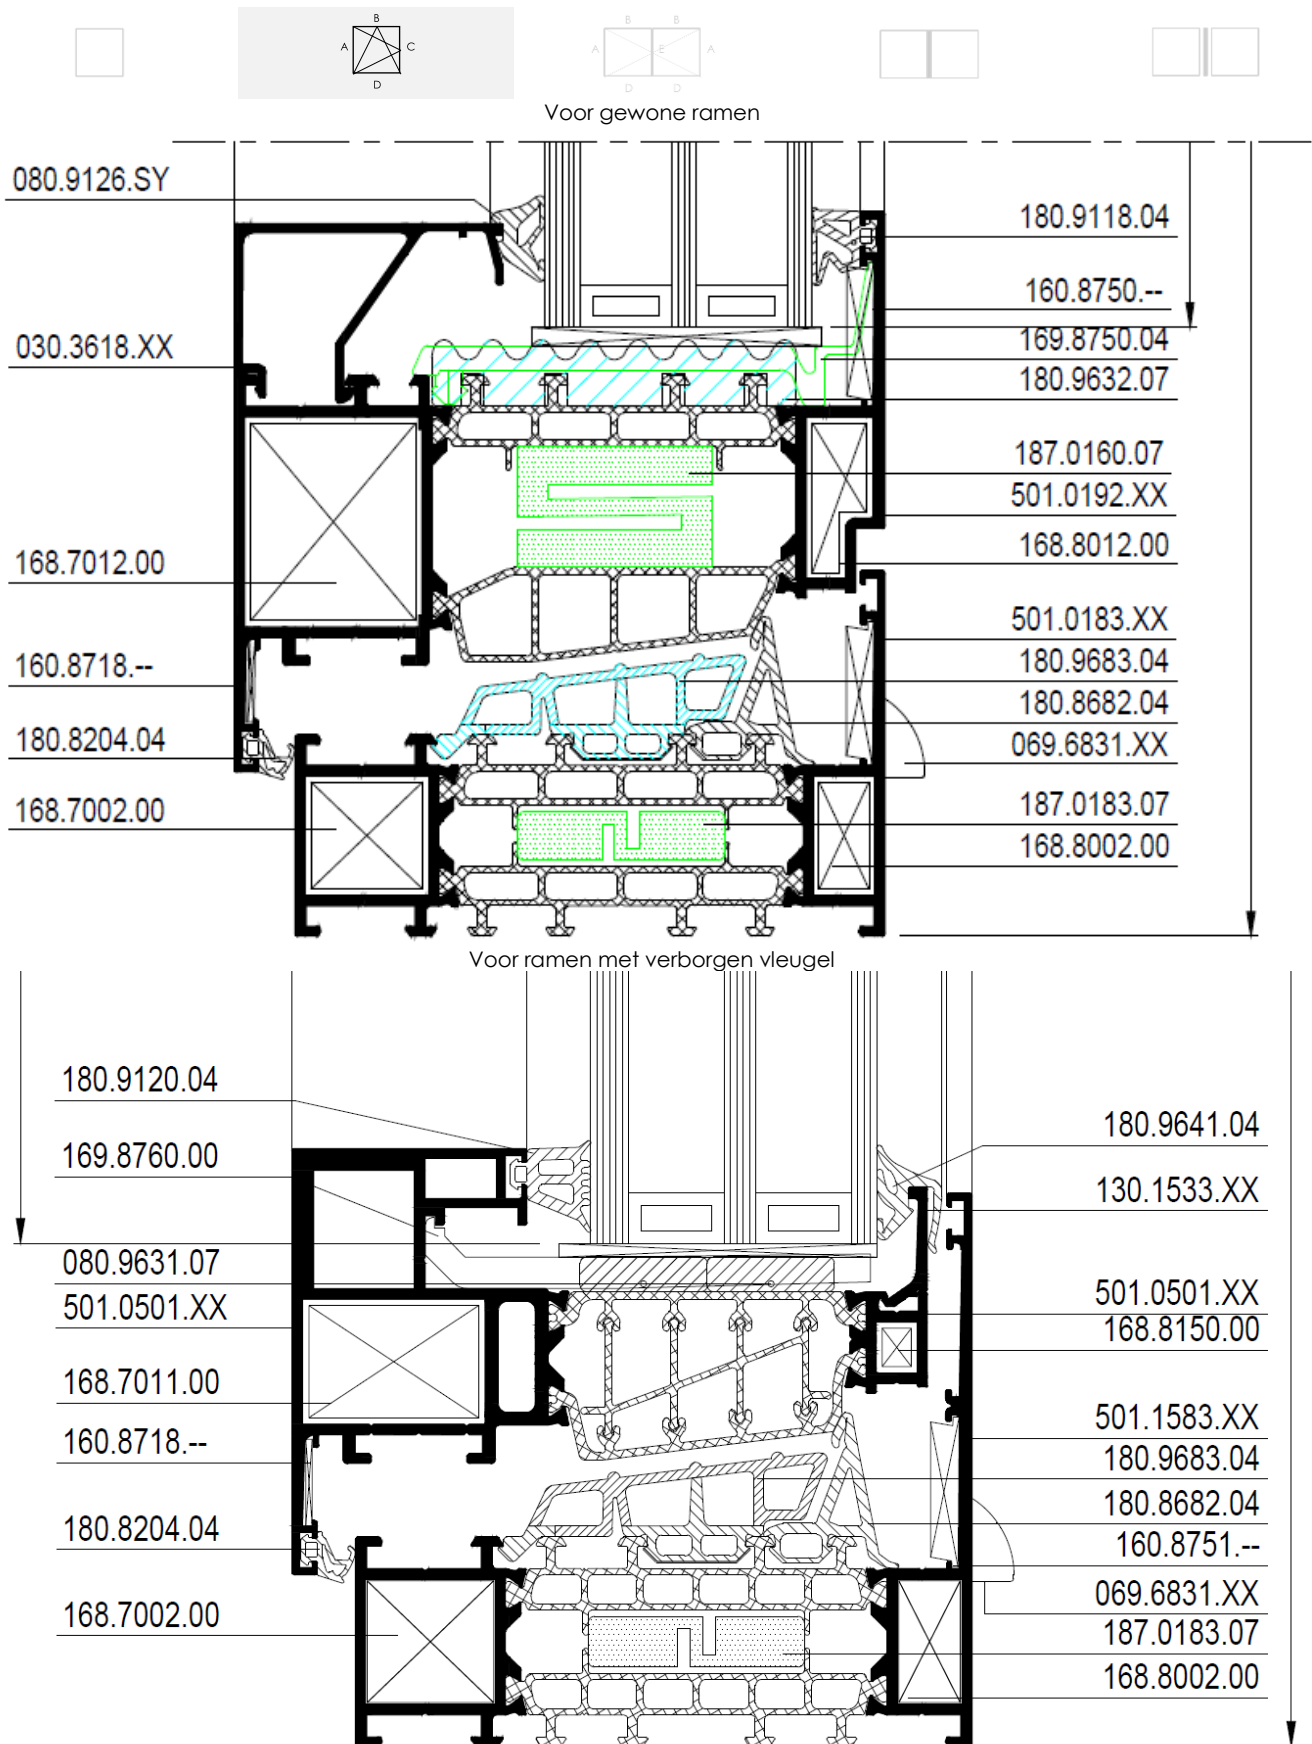 B
A C
D
B B
A E A
D D
Voor gewone ramen
080.9126.SY
030.3618.XX
168.7012.00
160.8718.--
180.8204.04
168.7002.00
180.9118.04
160.8750.--
169.8750.04
180.9632.07
187.0160.07
501.0192.XX
168.8012.00
501.0183.XX
180.9683.04
180.8682.04
069.6831.XX
187.0183.07
168.8002.00
Voor ramen met verborgen vleugel
180.9120.04
169.8760.00
080.9631.07
501.0501.XX
168.7011.00
160.8718.--
180.8204.04
168.7002.00
180.9641.04
130.1533.XX
501.0501.XX
168.8150.00
501.1583.XX
180.9683.04
180.8682.04
160.8751.--
069.6831.XX
187.0183.07
168.8002.00